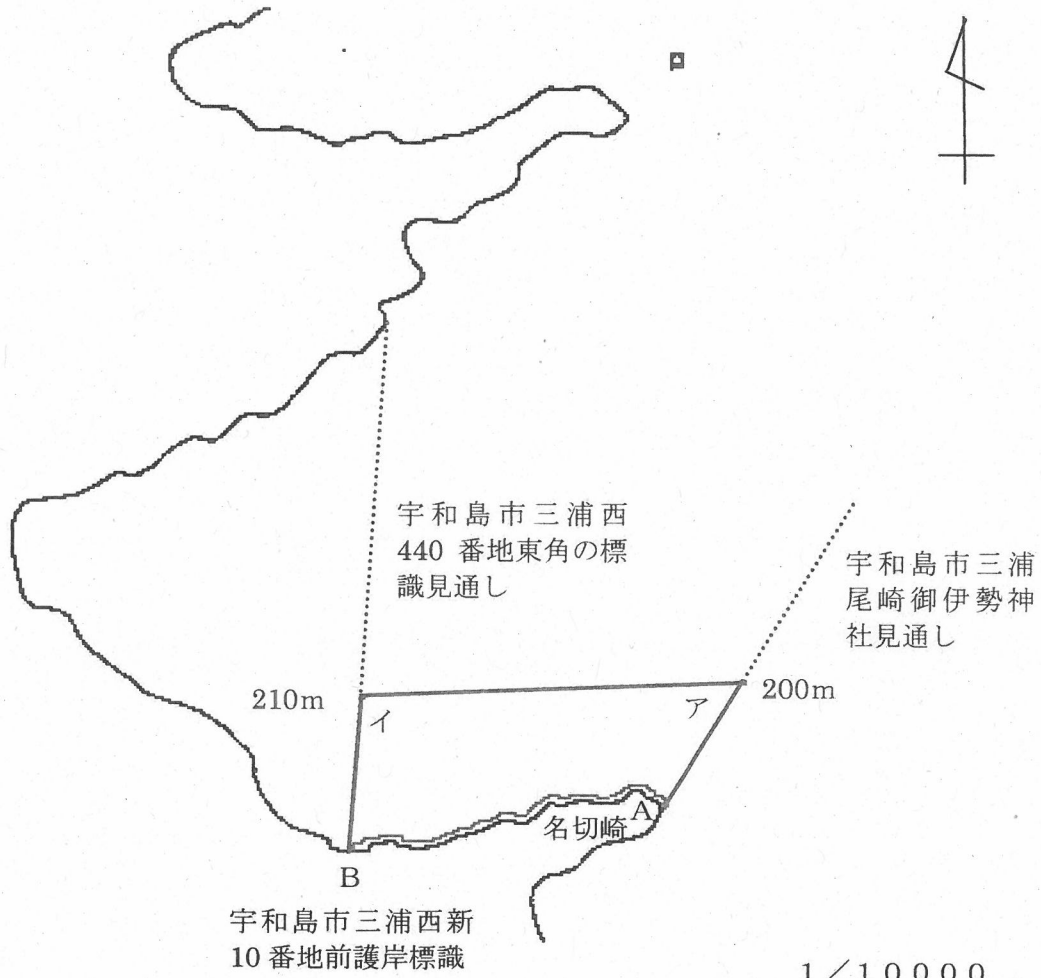 宇和島市三浦西
440 番地東角の標
識見通し
宇和島市三浦
尾崎御伊勢神
社見通し
210m
イ
ア
200m
A
名切崎
B
宇和島市三浦西新
10 番地前護岸標識
1／10000